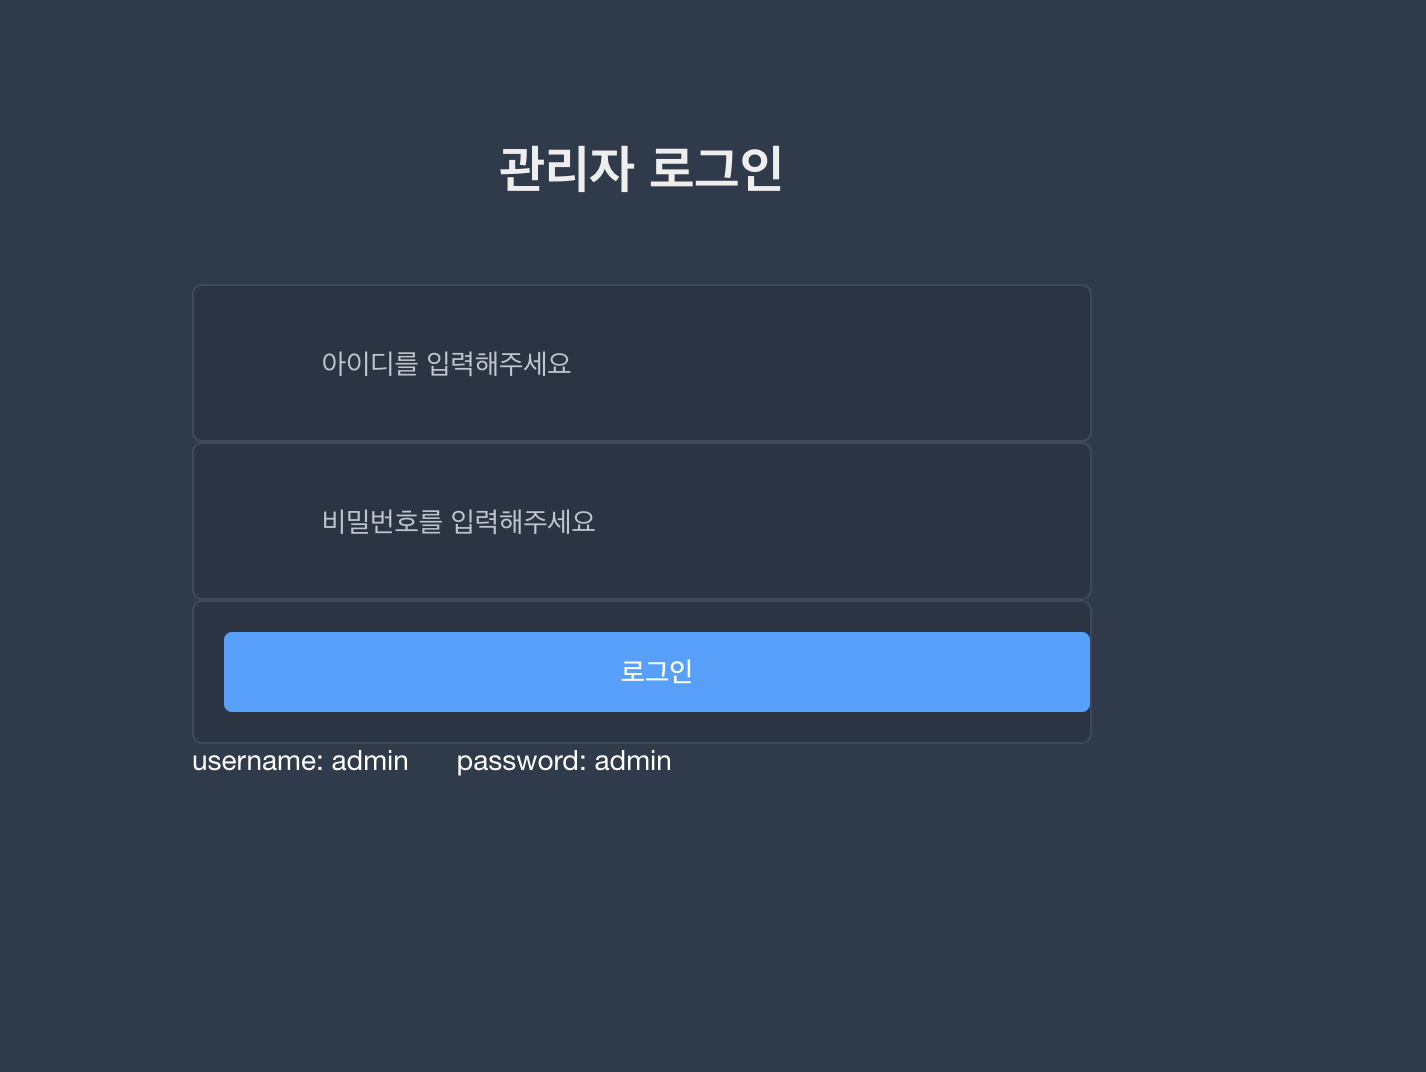 관리자 로그인
아이디를 입력해주세요
비밀번호를 입력해주세요
로그인
username: admin password: admin